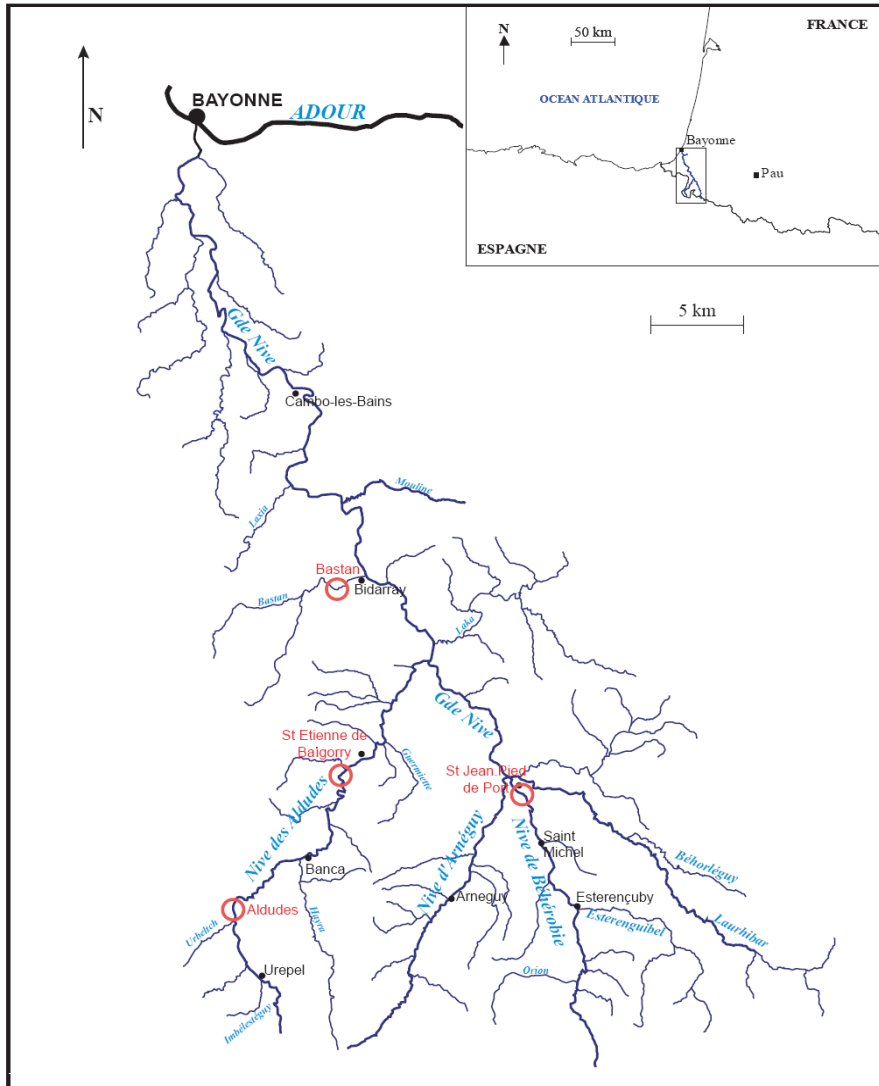 FRANCE
N
50 km
OCEAN ATLANTIQUE
Bayonne
Pau
ESPAGNE
N
BAYONNE
ADOUR
5 km
Gde Nive
Cambo-les-Bains
Mouline
Laxia
Bastan
Bidarray
Bastan
Laka
Gde Nive
St Etienne de
Baïgorry
Guermiette
St Jean.Pied
de Port
Nive des Aldudes
Nive d'Arnéguy
Nive de Béhérobie
Saint
Michel
Béhorléguy
Banca
Hayra
Arneguy
Esterençuby
Esterenguibel
Laurhibar
Aldudes
Urbeltch
Urepel
Orion
Imbélestéguy